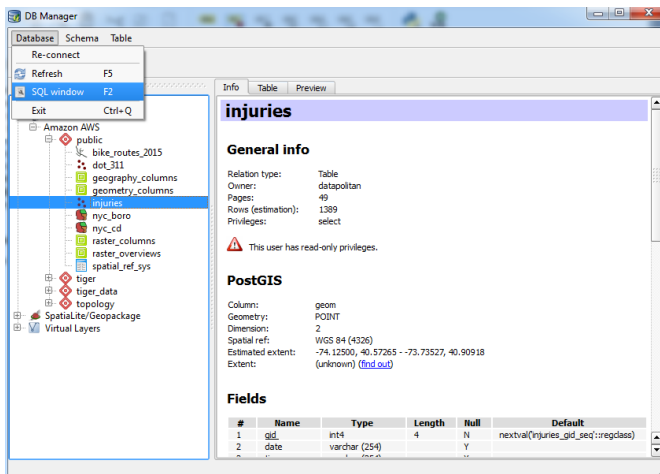 DB Manager
Database Schema Table
Re-connect
Refresh F5
SQL window F2
Exit Ctrl+Q
Amazon AWS
public
bike_routes_2015
dot_311
geography_columns
geometry_columns
injuries
nyc_boro
nyc_cd
raster_columns
raster_overviews
spatial_ref_sys
tiger
tiger_data
topology
SpatiaLite/Geopackage
Virtual Layers
Info Table Preview
injuries
General info
Relation type: Table
Owner: datapolitan
Pages: 49
Rows (estimation): 1389
Privileges: select
This user has read-only privileges.
PostGIS
Column: geom
Geometry: POINT
Dimension: 2
Spatial ref: WGS 84 (4326)
Estimated extent: -74.12500, 40.57265 - -73.73527, 40.90918
Extent: (unknown) (find out)
Fields
# Name Type Length Null Default
1 gid int4 4 N nextval('injuries_gid_seq'::regclass)
2 date varchar (254) Y